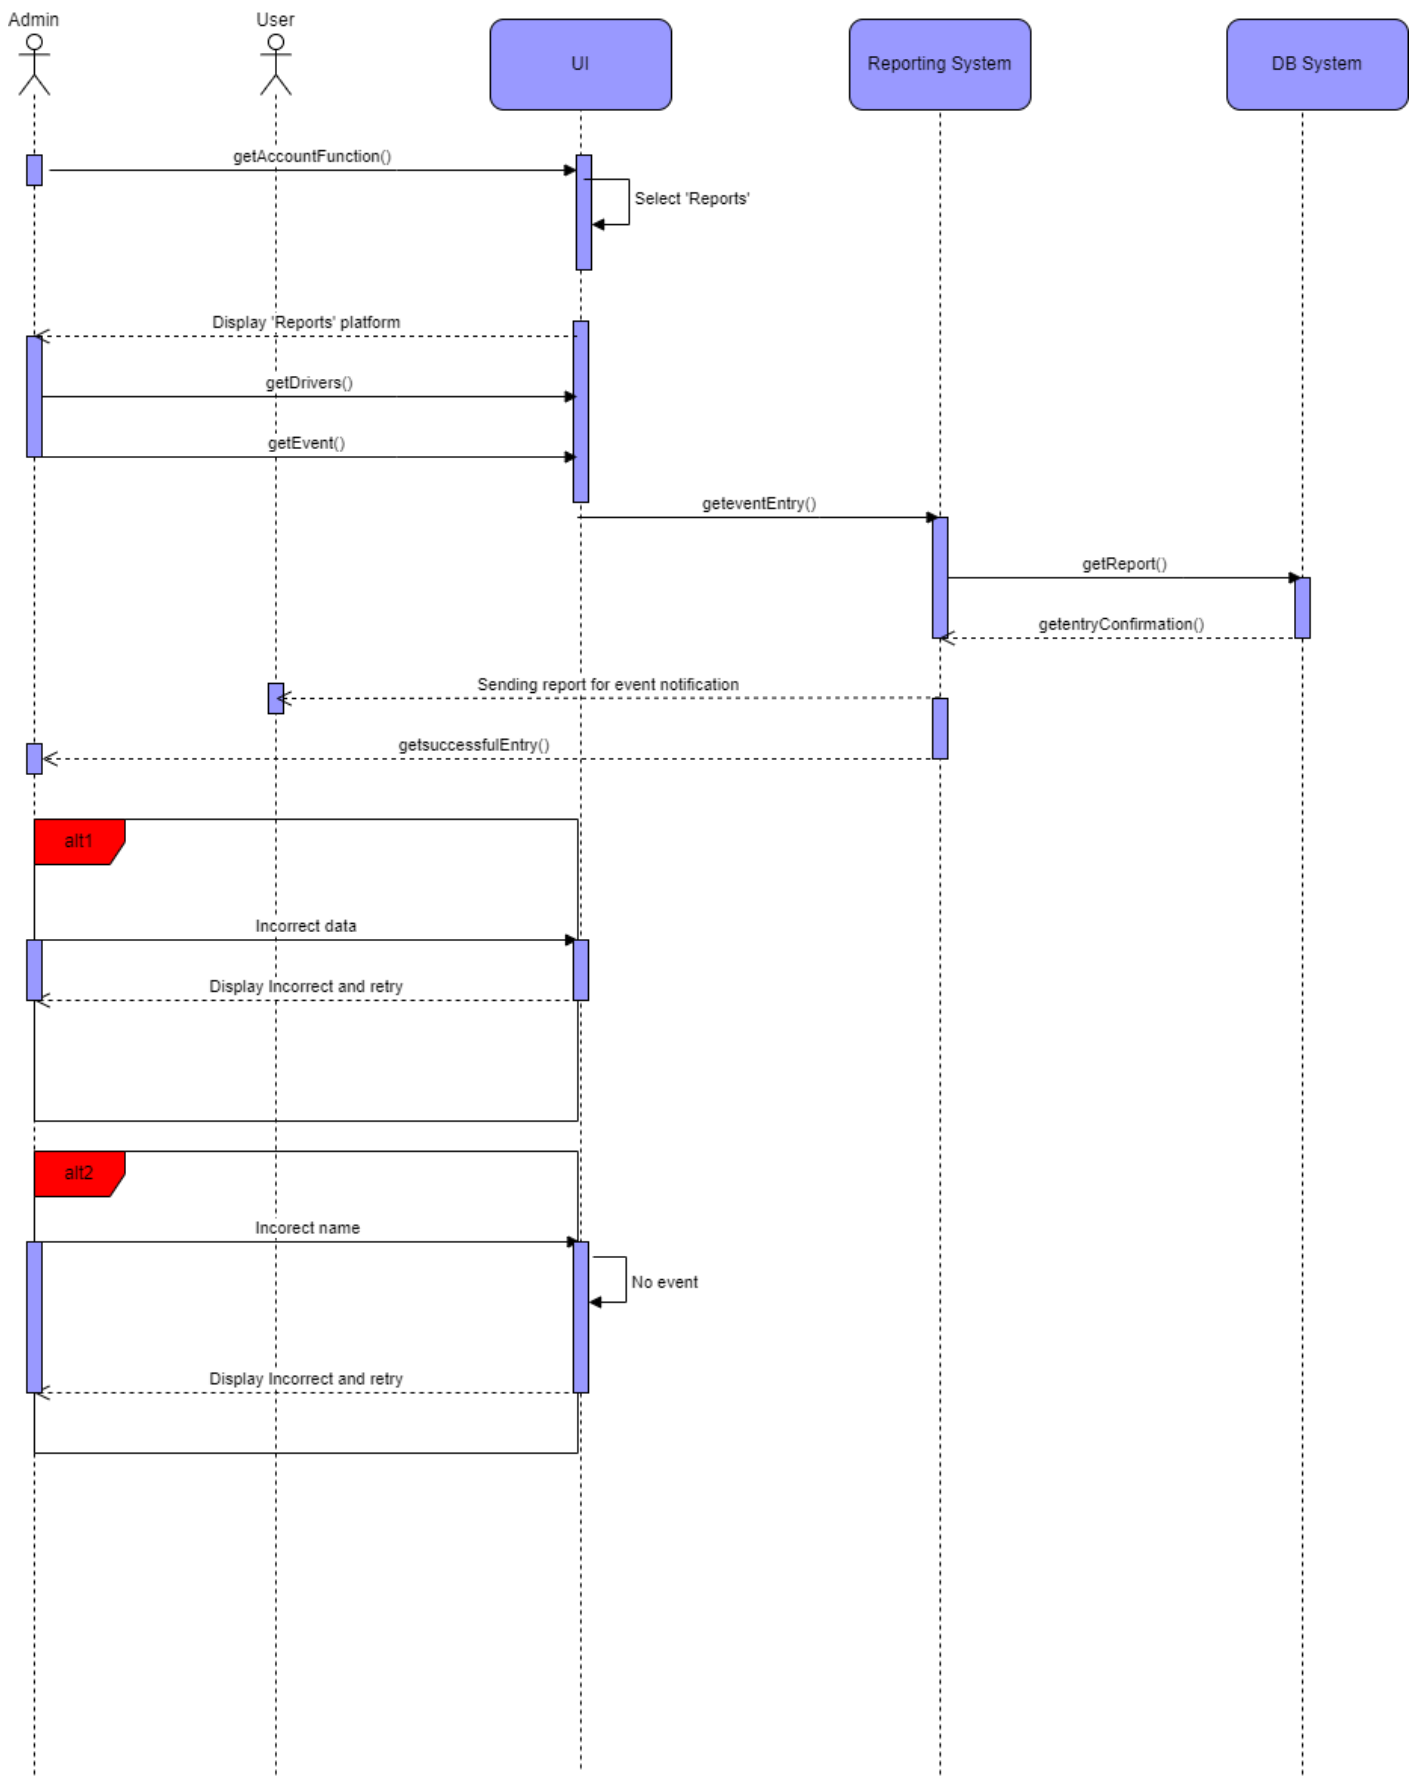 Admin
User
UI
Reporting System
DB System
getAccountFunction()
Select 'Reports'
Display 'Reports' platform
getDrivers()
getEvent()
geteventEntry()
getReport()
getentryConfirmation()
Sending report for event notification
getsuccessfulEntry()
alt1
Incorrect data
Display Incorrect and retry
alt2
Incorect name
No event
Display Incorrect and retry